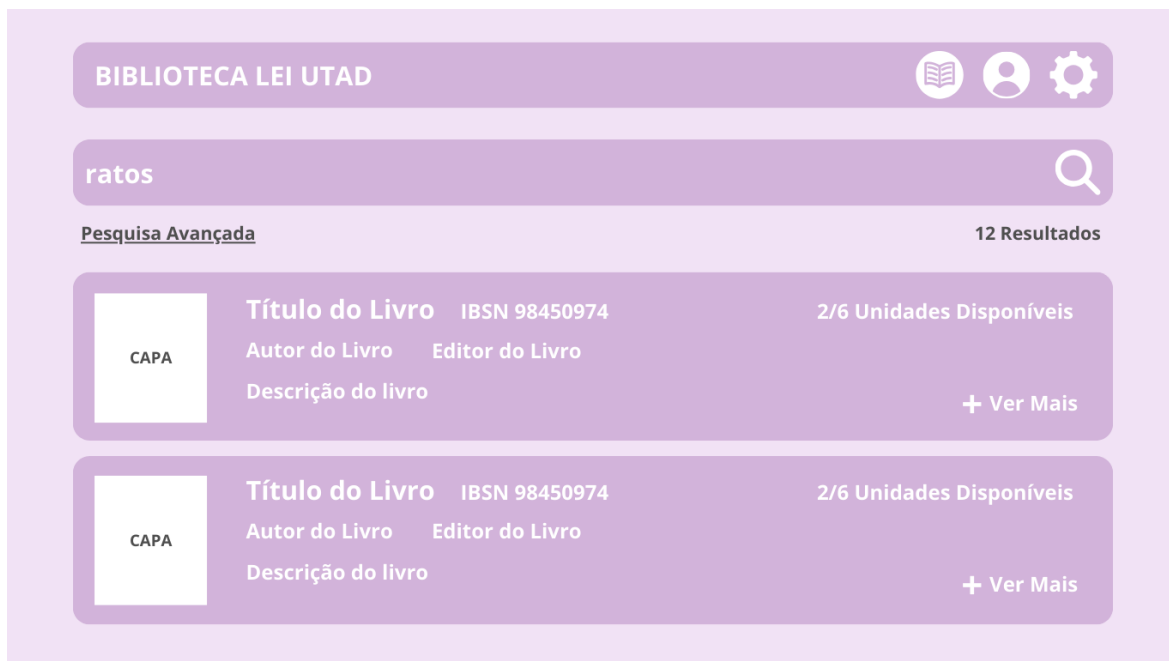 BIBLIOTECA LEI UTAD
ratos
Pesquisa Avançada 12 Resultados
Título do Livro IBSN 98450974 2/6 Unidades Disponíveis
CAPA Autor do Livro Editor do Livro
Descrição do livro
+ Ver Mais
Título do Livro IBSN 98450974 2/6 Unidades Disponíveis
CAPA Autor do Livro Editor do Livro
Descrição do livro
+ Ver Mais